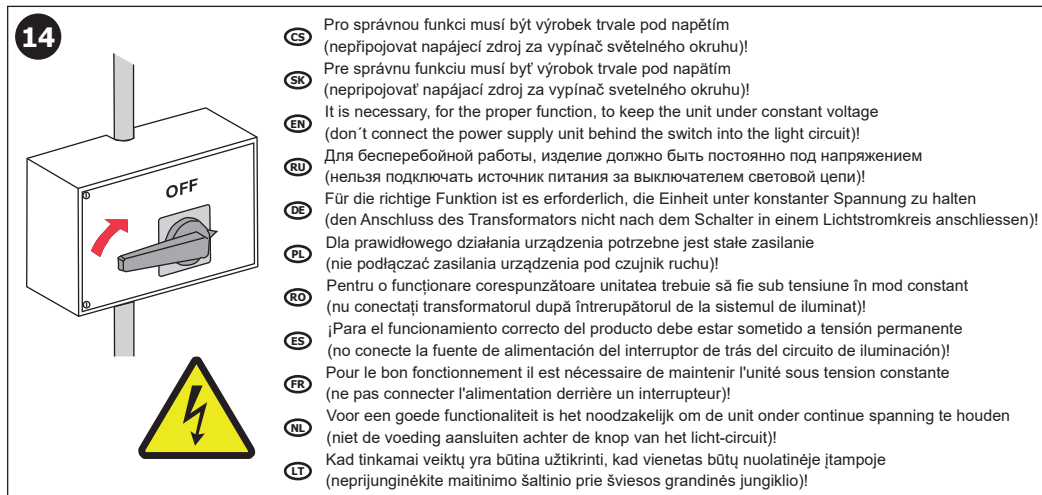 14
OFF
CS Pro správnou funkci musí být výrobek trvale pod napětím
(nepřipojovat napájecí zdroj za vypínač světelného okruhu)!
SK Pre správnu funkciu musí byť výrobok trvale pod napätím
(nepripojovať napájací zdroj za vypínač svetelného okruhu)!
EN It is necessary, for the proper function, to keep the unit under constant voltage
(don´t connect the power supply unit behind the switch into the light circuit)!
RU Для бесперебойной работы, изделие должно быть постоянно под напряжением
(нельзя подключать источник питания за выключателем световой цепи)!
DE Für die richtige Funktion ist es erforderlich, die Einheit unter konstanter Spannung zu halten
(den Anschluss des Transformators nicht nach dem Schalter in einem Lichtstromkreis anschliessen)!
PL Dla prawidłowego działania urządzenia potrzebne jest stałe zasilanie
(nie podłączać zasilania urządzenia pod czujnik ruchu)!
RO Pentru o funcționare corespunzătoare unitatea trebuie să fie sub tensiune în mod constant
(nu conectați transformatorul după întrerupătorul de la sistemul de iluminat)!
ES ¡Para el funcionamiento correcto del producto debe estar sometido a tensión permanente
(no conecte la fuente de alimentación del interruptor de trás del circuito de iluminación)!
FR Pour le bon fonctionnement il est nécessaire de maintenir l'unité sous tension constante
(ne pas connecter l'alimentation derrière un interrupteur)!
NL Voor een goede functionaliteit is het noodzakelijk om de unit onder continue spanning te houden
(niet de voeding aansluiten achter de knop van het licht-circuit)!
LT Kad tinkamai veiktų yra būtina užtikrinti, kad vienetas būtų nuolatinėje įtampoje
(neprijunginėkite maitinimo šaltinio prie šviesos grandinės jungiklio)!